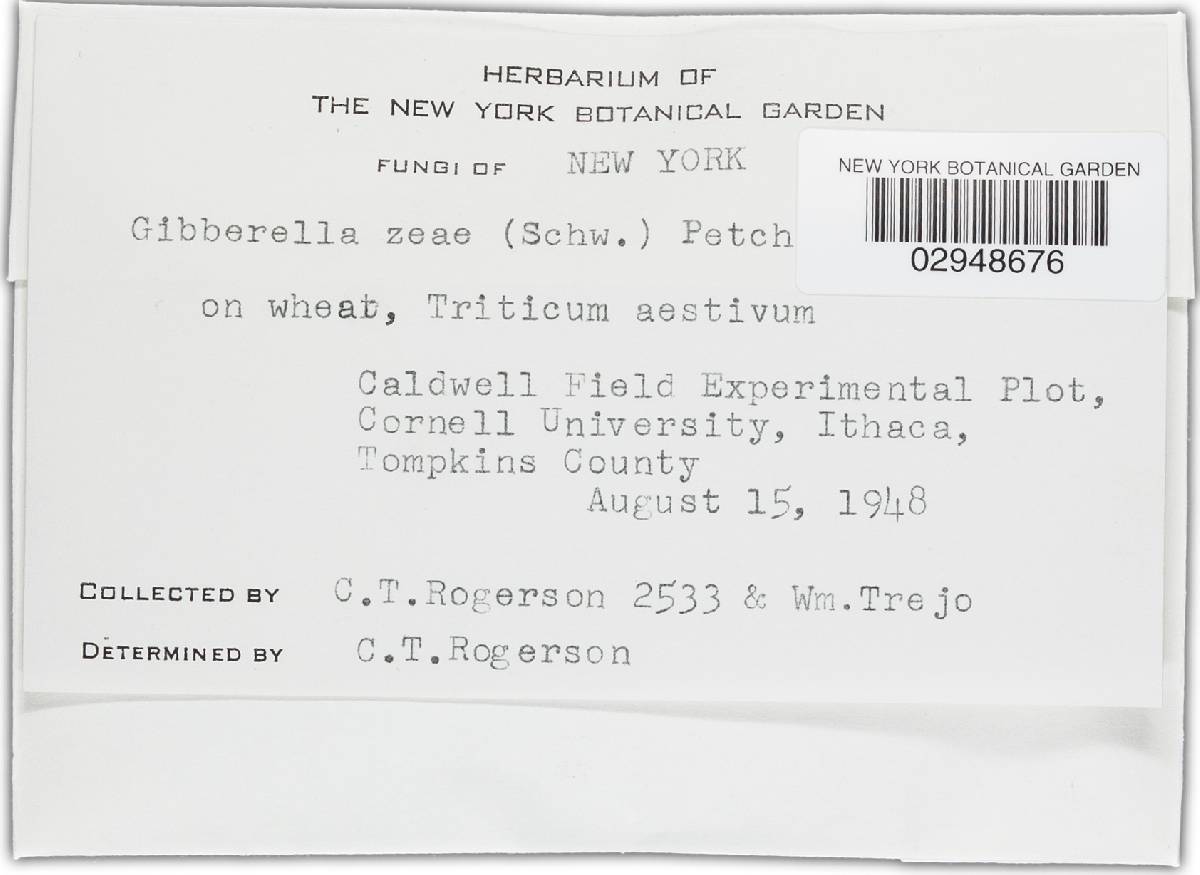 HERBARIUM OF
THE NEW YORK BOTANICAL GARDEN
FUNGI OF NEW YORK
NEW YORK BOTANICAL GARDEN
02948676
Gibberella zeae (Schw.) Petch
on wheat, Triticum aestivum
Caldwell Field Experimental Plot,
Cornell University, Ithaca,
Tompkins County
August 15, 1948
COLLECTED BY C.T.Rogerson 2533 & Wm.Trejo
DETERMINED BY C.T.Rogerson